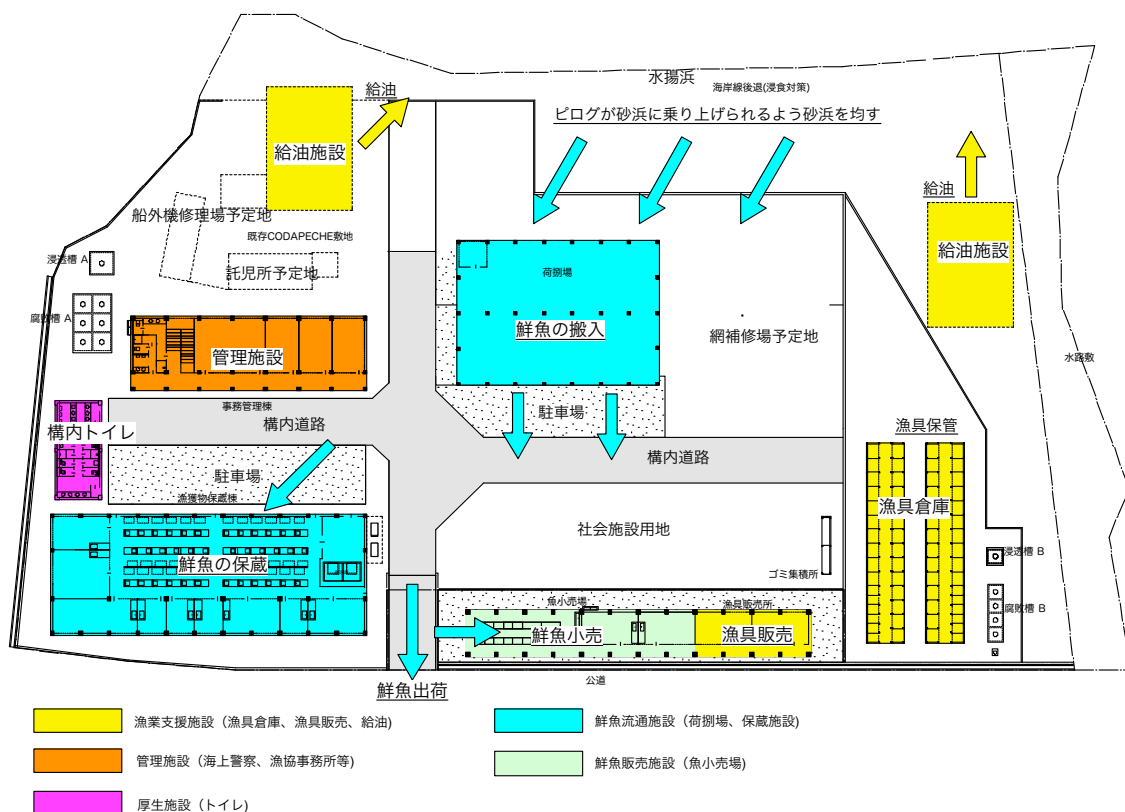 水揚浜
海岸線後退(浸食対策)
給油
ピログが砂浜に乗り上げられるよう砂浜を均す
給油施設
給油
船外機修理場予定地
既存CODAPECHE敷地
給油施設
浸透槽 A
託児所予定地
荷捌場
腐敗槽 A
鮮魚の搬入
網補修場予定地
管理施設
水路敷
事務管理棟
構内トイレ
構内道路
駐車場
漁具保管
構内道路
駐車場
漁獲物保蔵棟
漁具倉庫
社会施設用地
鮮魚の保蔵
ゴミ集積所
浸透槽 B
魚小売場
漁具販売所
腐敗槽 B
鮮魚小売
漁具販売
公道
鮮魚出荷
漁業支援施設（漁具倉庫、漁具販売、給油)
鮮魚流通施設（荷捌場、保蔵施設）
管理施設（海上警察、漁協事務所等）
鮮魚販売施設（魚小売場）
厚生施設（トイレ)